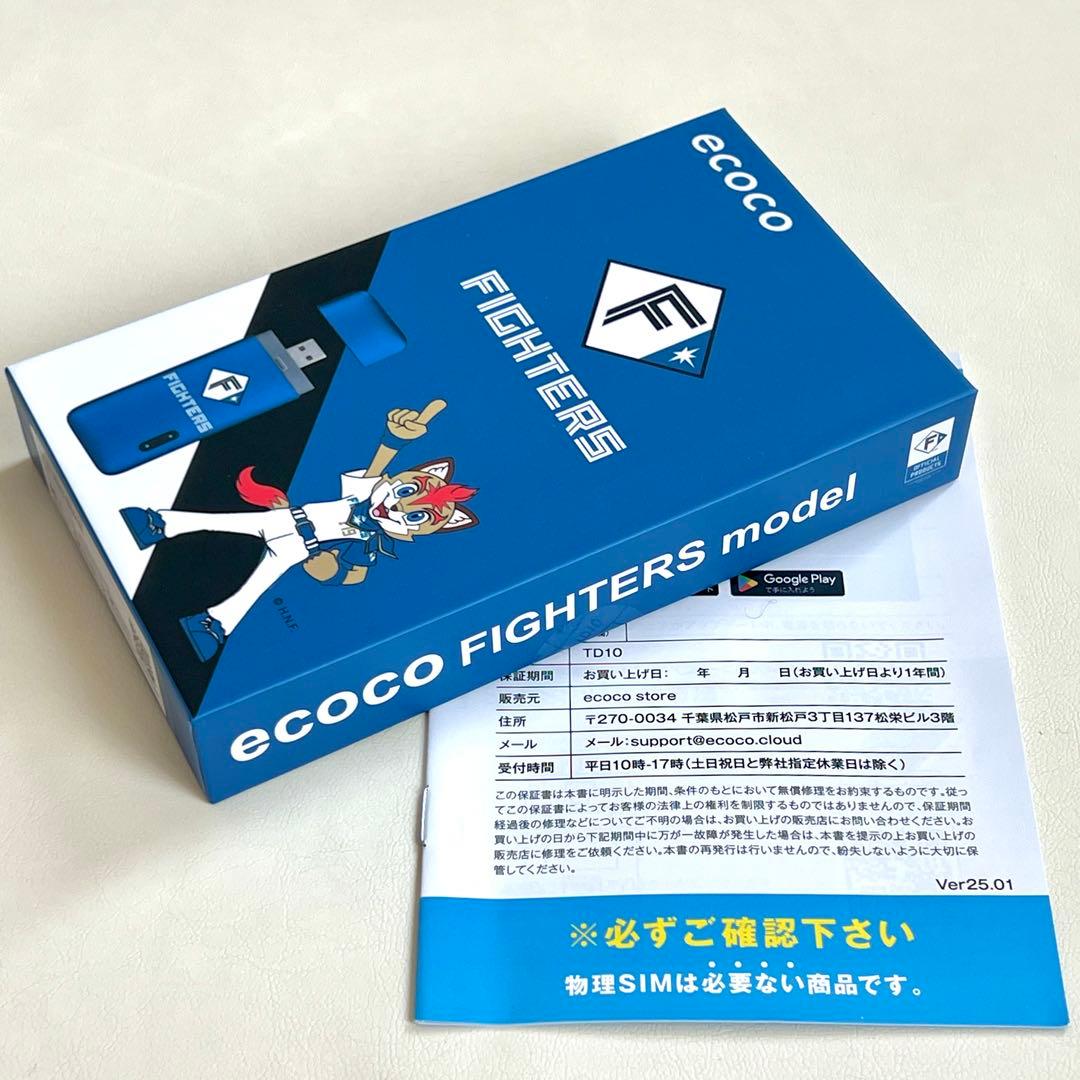 ecoco
FIGHTERS
F
FIGHTERS
F
© H.N.F.
ecoco FIGHTERS model
F
OFFICIAL
PRODUCTS
Google Play
で手に入れよう
TD10
保証期間 お買い上げ日： 年 月 日(お買い上げ日より1年間)
販売元 ecoco store
住所 〒270-0034 千葉県松戸市新松戸3丁目137松栄ビル3階
メール メール：support@ecoco.cloud
受付時間 平日10時-17時(土日祝日と弊社指定休業日は除く)
この保証書は本書に明示した期間、条件のもとにおいて無償修理をお約束するものです。従っ
てこの保証書によってお客様の法律上の権利を制限するものではありませんので、保証期間
経過後の修理などについてご不明の場合は、お買い上げの販売店にお問い合わせください。お
買い上げの日から下記期間中に万が一故障が発生した場合は、本書を提示の上お買い上げの
販売店に修理をご依頼ください。本書の再発行は行いませんので、紛失しないように大切に保
管してください。
Ver25.01
※必ずご確認下さい
物理SIMは必要ない商品です。